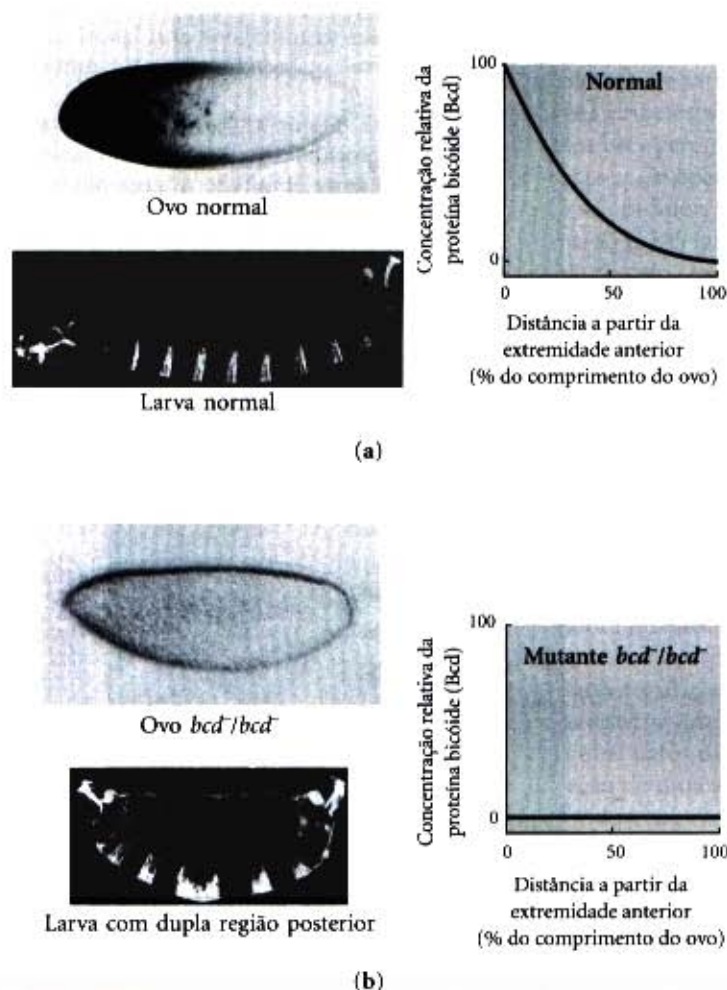 Ovo normal
Larva normal
Concentração relativa da
proteína bicóide (Bcd)
100
0
Normal
0
50
100
Distância a partir da
extremidade anterior
(% do comprimento do ovo)
(a)
Ovo bcd⁻/bcd⁻
Larva com dupla região posterior
Concentração relativa da
proteína bicóide (Bcd)
100
0
Mutante bcd⁻/bcd⁻
0
50
100
Distância a partir da
extremidade anterior
(% do comprimento do ovo)
(b)